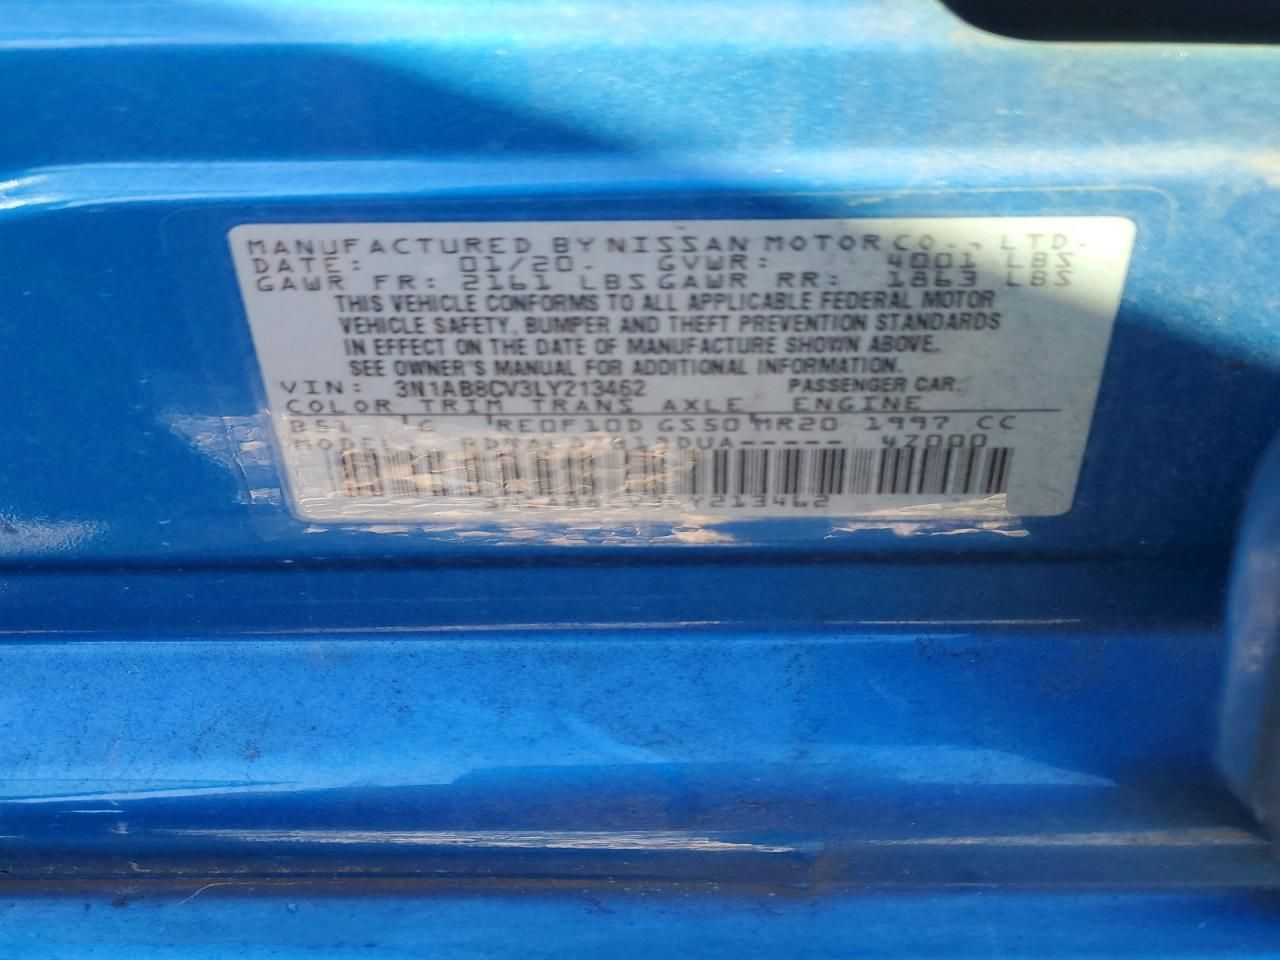 MANUFACTURED BY NISSAN MOTOR CO., LTD.
DATE: 01/20. GVWR: 4001 LBS
GAWR FR: 2161 LBS GAWR RR: 1863 LBS
THIS VEHICLE CONFORMS TO ALL APPLICABLE FEDERAL MOTOR
VEHICLE SAFETY, BUMPER AND THEFT PREVENTION STANDARDS
IN EFFECT ON THE DATE OF MANUFACTURE SHOWN ABOVE.
SEE OWNER'S MANUAL FOR ADDITIONAL INFORMATION.
VIN: 3N1AB8CV3LY213462 PASSENGER CAR.
COLOR TRIM TRANS AXLE ENGINE
B51 G RE0F10D GS50 MR20 1997 CC
MODEL